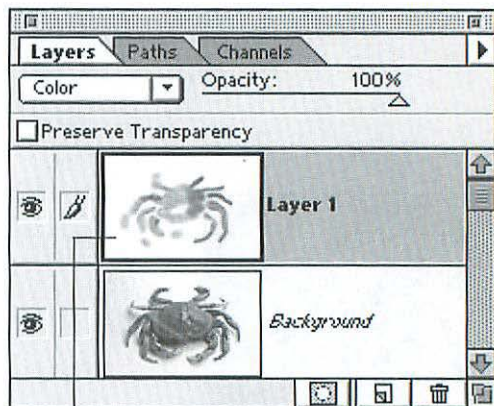 Layers Paths Channels
Color Opacity: 100%
Preserve Transparency
Layer 1
Background